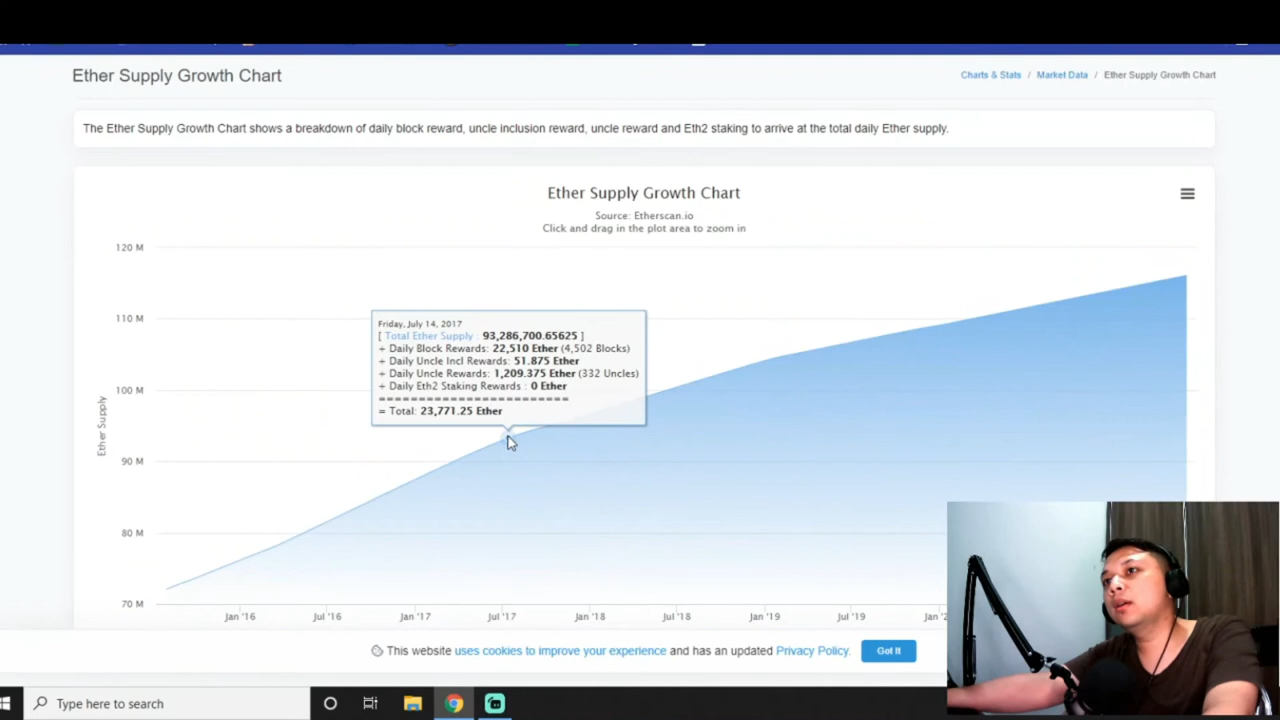 Ether Supply Growth Chart
Charts & Stats / Market Data / Ether Supply Growth Chart
The Ether Supply Growth Chart shows a breakdown of daily block reward, uncle inclusion reward, uncle reward and Eth2 staking to arrive at the total daily Ether supply.
Ether Supply Growth Chart
Source: Etherscan.io
Click and drag in the plot area to zoom in
120 M
110 M
100 M
90 M
80 M
70 M
Ether Supply
Friday, July 14, 2017
[ Total Ether Supply : 93,286,700.65625 ]
+ Daily Block Rewards: 22,510 Ether (4,502 Blocks)
+ Daily Uncle Incl Rewards: 51.875 Ether
+ Daily Uncle Rewards: 1,209.375 Ether (332 Uncles)
+ Daily Eth2 Staking Rewards : 0 Ether
========================
= Total: 23,771.25 Ether
Jan '16 Jul '16 Jan '17 Jul '17 Jan '18 Jul '18 Jan '19 Jul '19 Jan
This website uses cookies to improve your experience and has an updated Privacy Policy.
Got It
Type here to search